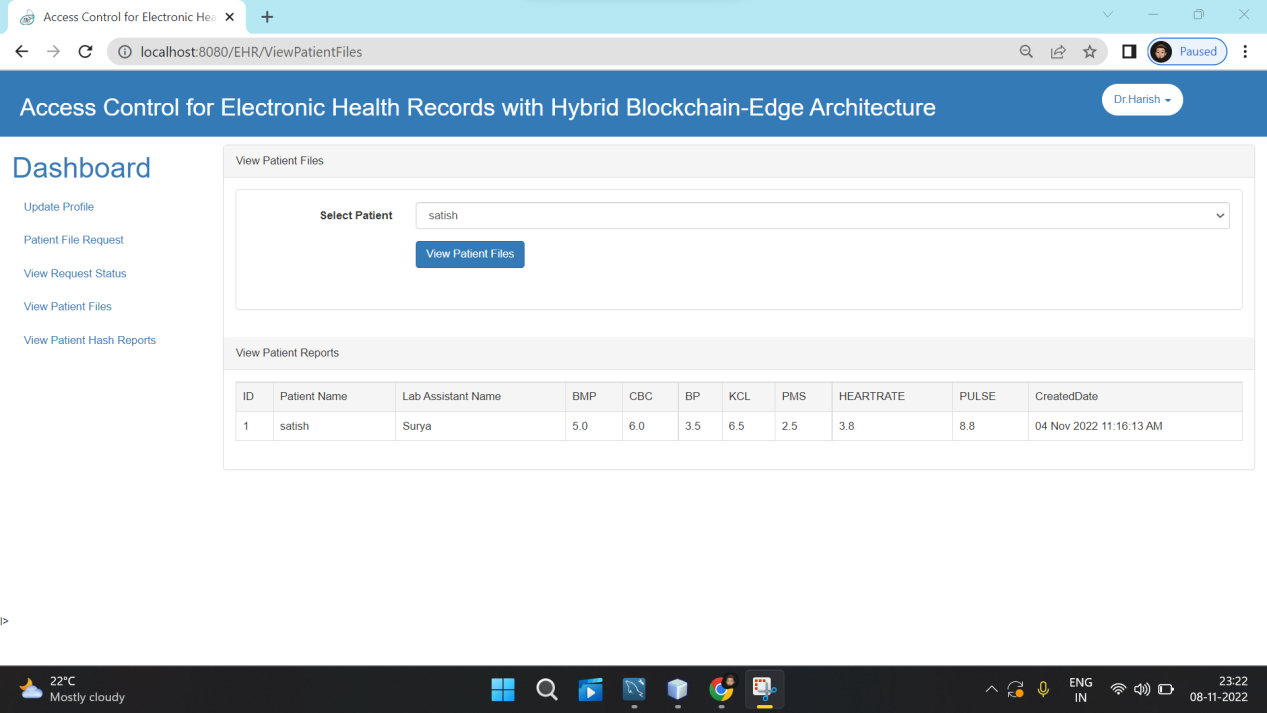 Access Control for Electronic Hea
localhost:8080/EHR/ViewPatientFiles
Paused
Access Control for Electronic Health Records with Hybrid Blockchain-Edge Architecture
Dr.Harish
Dashboard
Update Profile
Patient File Request
View Request Status
View Patient Files
View Patient Hash Reports
View Patient Files
Select Patient
satish
View Patient Files
View Patient Reports
ID Patient Name Lab Assistant Name BMP CBC BP KCL PMS HEARTRATE PULSE CreatedDate
1 satish Surya 5.0 6.0 3.5 6.5 2.5 3.8 8.8 04 Nov 2022 11:16:13 AM
l>
22°C
Mostly cloudy
ENG
IN
23:22
08-11-2022